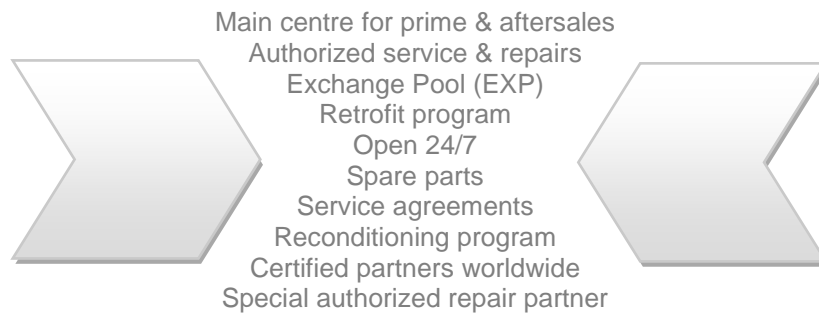 Main centre for prime & aftersales
Authorized service & repairs
Exchange Pool (EXP)
Retrofit program
Open 24/7
Spare parts
Service agreements
Reconditioning program
Certified partners worldwide
Special authorized repair partner